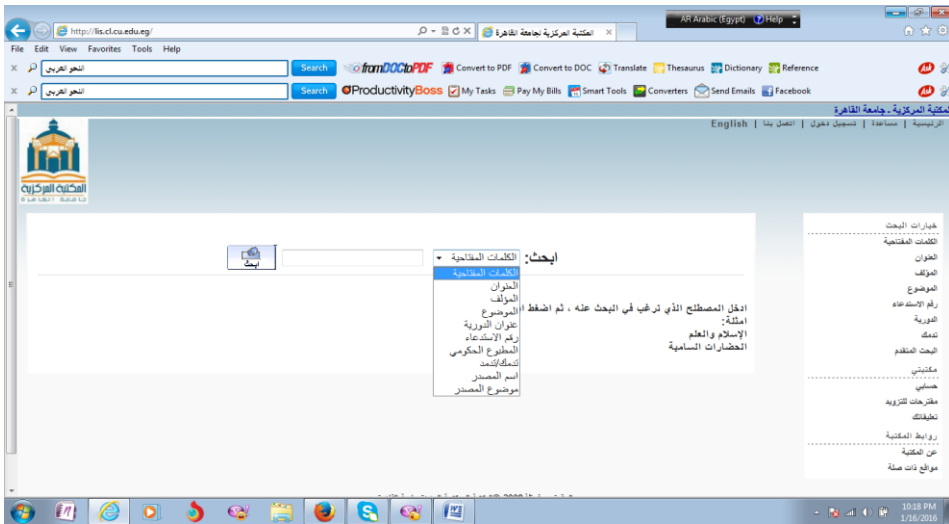 AR Arabic (Egypt) Help
http://lis.cl.cu.edu.eg/
المكتبة المركزية لجامعة القاهرة
File Edit View Favorites Tools Help
النحو العربي Search fromDOCtoPDF Convert to PDF Convert to DOC Translate Thesaurus Dictionary Reference
النحو العربي Search ProductivityBoss My Tasks Pay My Bills Smart Tools Converters Send Emails Facebook
المكتبة المركزية ـ جامعة القاهرة
الرئيسية | مساعدة | تسجيل دخول | اتصل بنا | English
المكتبة المركزية
جامعة القاهرة
ابحث: الكلمات المفتاحية
ابحث
الكلمات المفتاحية
العنوان
المؤلف
الموضوع
عنوان الدورية
رقم الاستدعاء
المطبوع الحكومي
تدمك/تدمد
اسم المصدر
موضوع المصدر
ادخل المصطلح الذي ترغب في البحث عنه ، ثم اضغط
امثلة:
الإسلام والعلم
الحضارات السامية
خيارات البحث
الكلمات المفتاحية
العنوان
المؤلف
الموضوع
رقم الاستدعاء
الدورية
تدمك
البحث المتقدم
مكتبتي
حسابي
مقترحات للتزويد
تعليقاتك
روابط المكتبة
عن المكتبة
مواقع ذات صلة
10:18 PM
1/16/2016